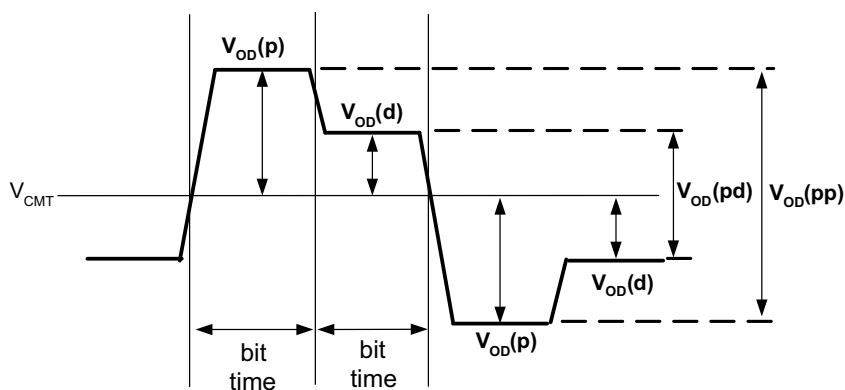 V_OD(p)
V_OD(d)
V_CMT
V_OD(pd)
V_OD(pp)
V_OD(d)
V_OD(p)
bit
time
bit
time